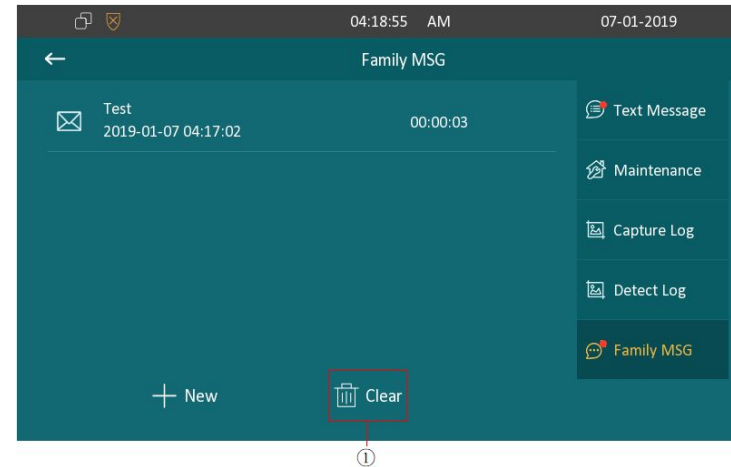 04:18:55 AM 07-01-2019
Family MSG
Test
2019-01-07 04:17:02
00:00:03
Text Message
Maintenance
Capture Log
Detect Log
Family MSG
New
Clear
①